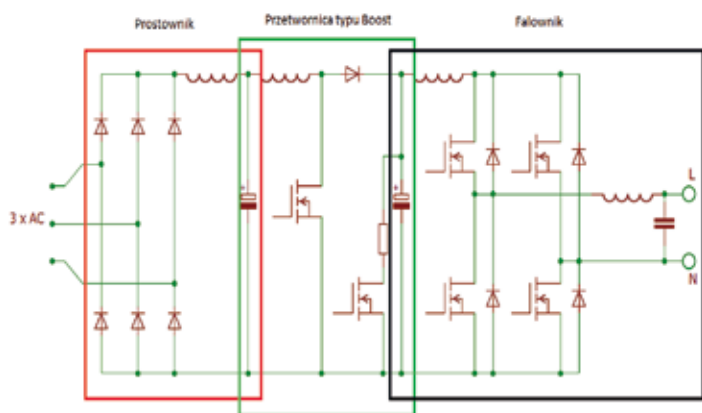 Prostownik
Przetwornica typu Boost
Falownik
3 x AC
+
+
L
N